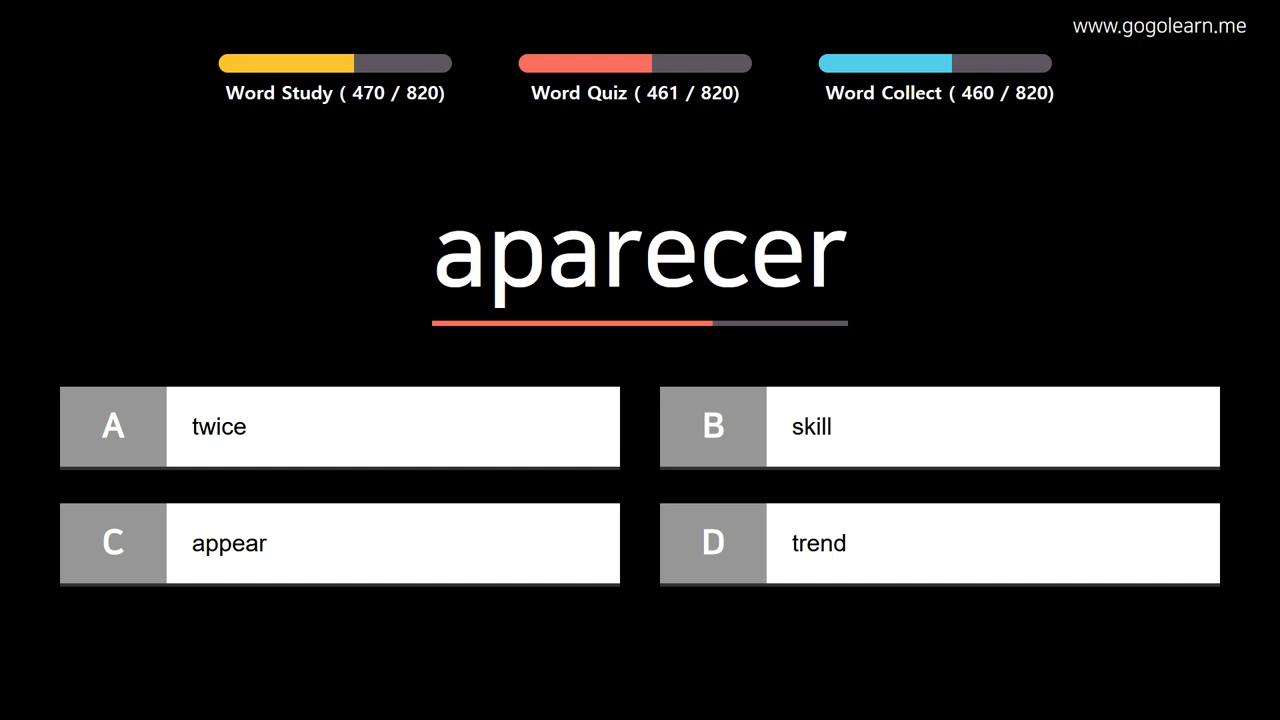 www.gogolearn.me
Word Study ( 470 / 820)
Word Quiz ( 461 / 820)
Word Collect ( 460 / 820)
aparecer
A twice
B skill
C appear
D trend